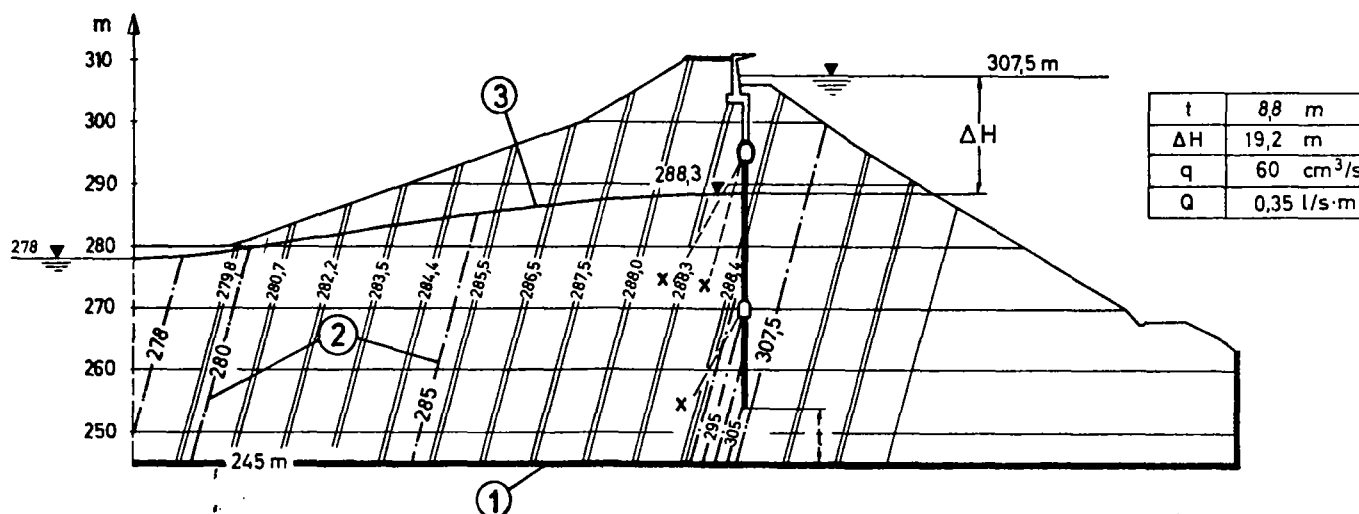 m
310
300
290
280
270
260
250
278
307,5 m
ΔH
288,3
3
2
1
278
279,8
280
280,7
282,2
283,5
284,4
285
285,5
286,5
287,5
288,0
288,3
288,4
295
305
307,5
x
x
x
245 m
t 8,8 m
ΔH 19,2 m
q 60 cm³/s
Q 0,35 l/s·m